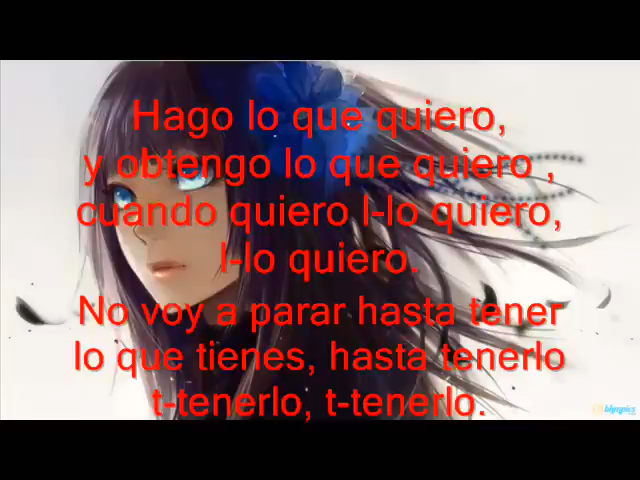 Hago lo que quiero,
y obtengo lo que quiero ,
cuando quiero l-lo quiero,
l-lo quiero.
No voy a parar hasta tener
lo que tienes, hasta tenerlo
t-tenerlo, t-tenerlo.